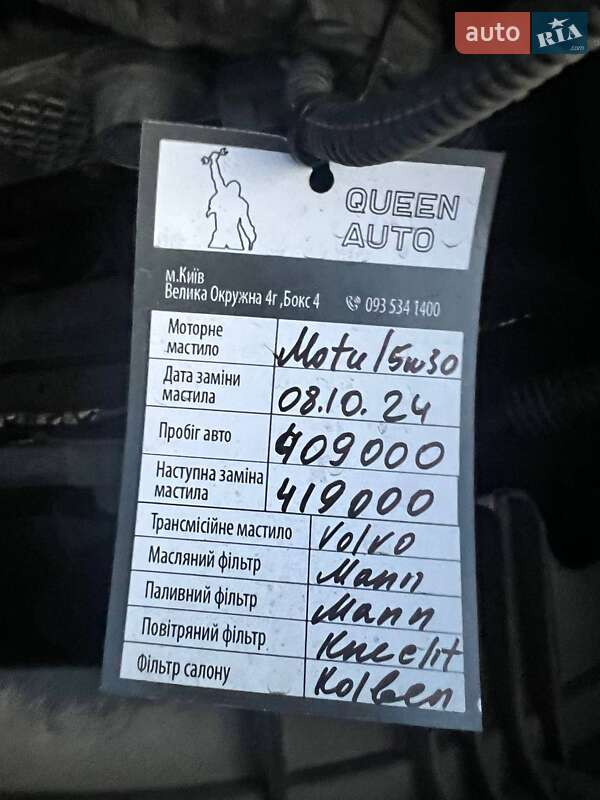 auto RIA.com
QUEEN
AUTO
м.Київ
Велика Окружна 4г ,Бокс 4 093 534 1400
Моторне мастило Motul 5w30
Дата заміни мастила 08.10.24
Пробіг авто 409000
Наступна заміна мастила 419000
Трансмісійне мастило Volvo
Масляний фільтр Mann
Паливний фільтр Mann
Повітряний фільтр
Фільтр салону Kolben